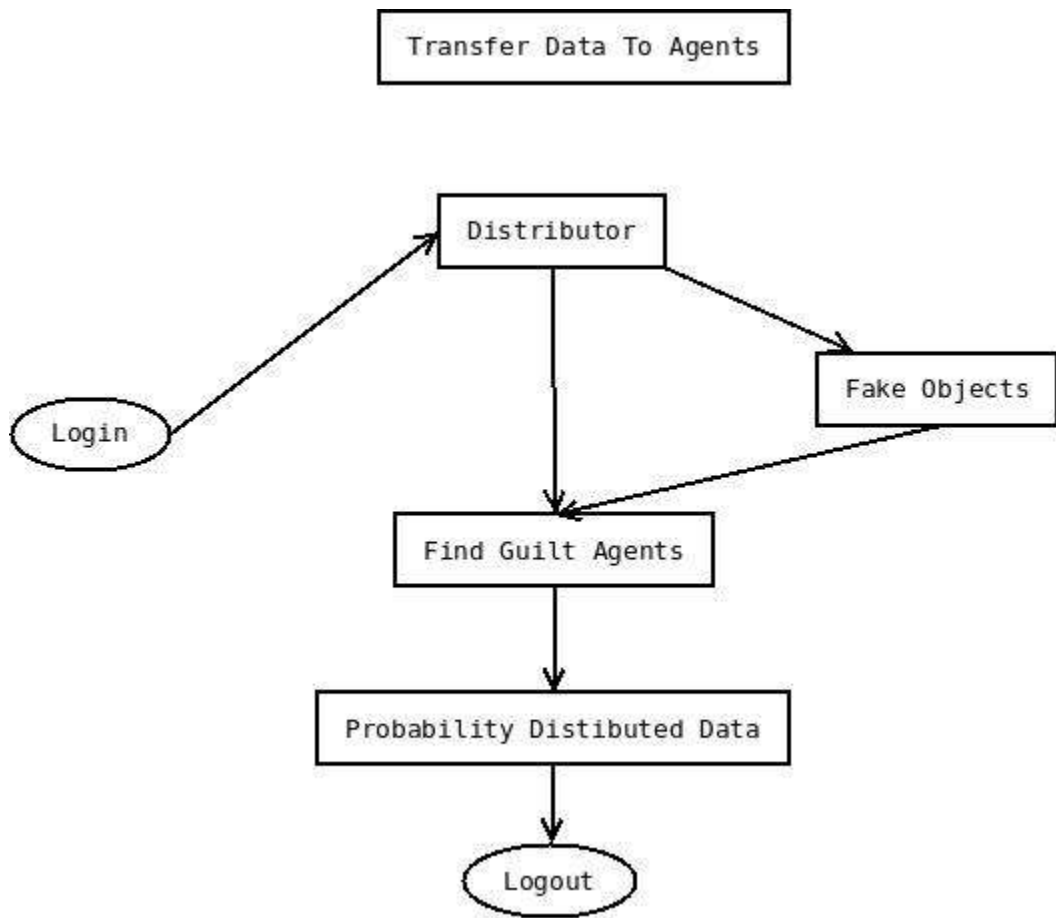 Transfer Data To Agents
Distributor
Fake Objects
Login
Find Guilt Agents
Probability Distibuted Data
Logout